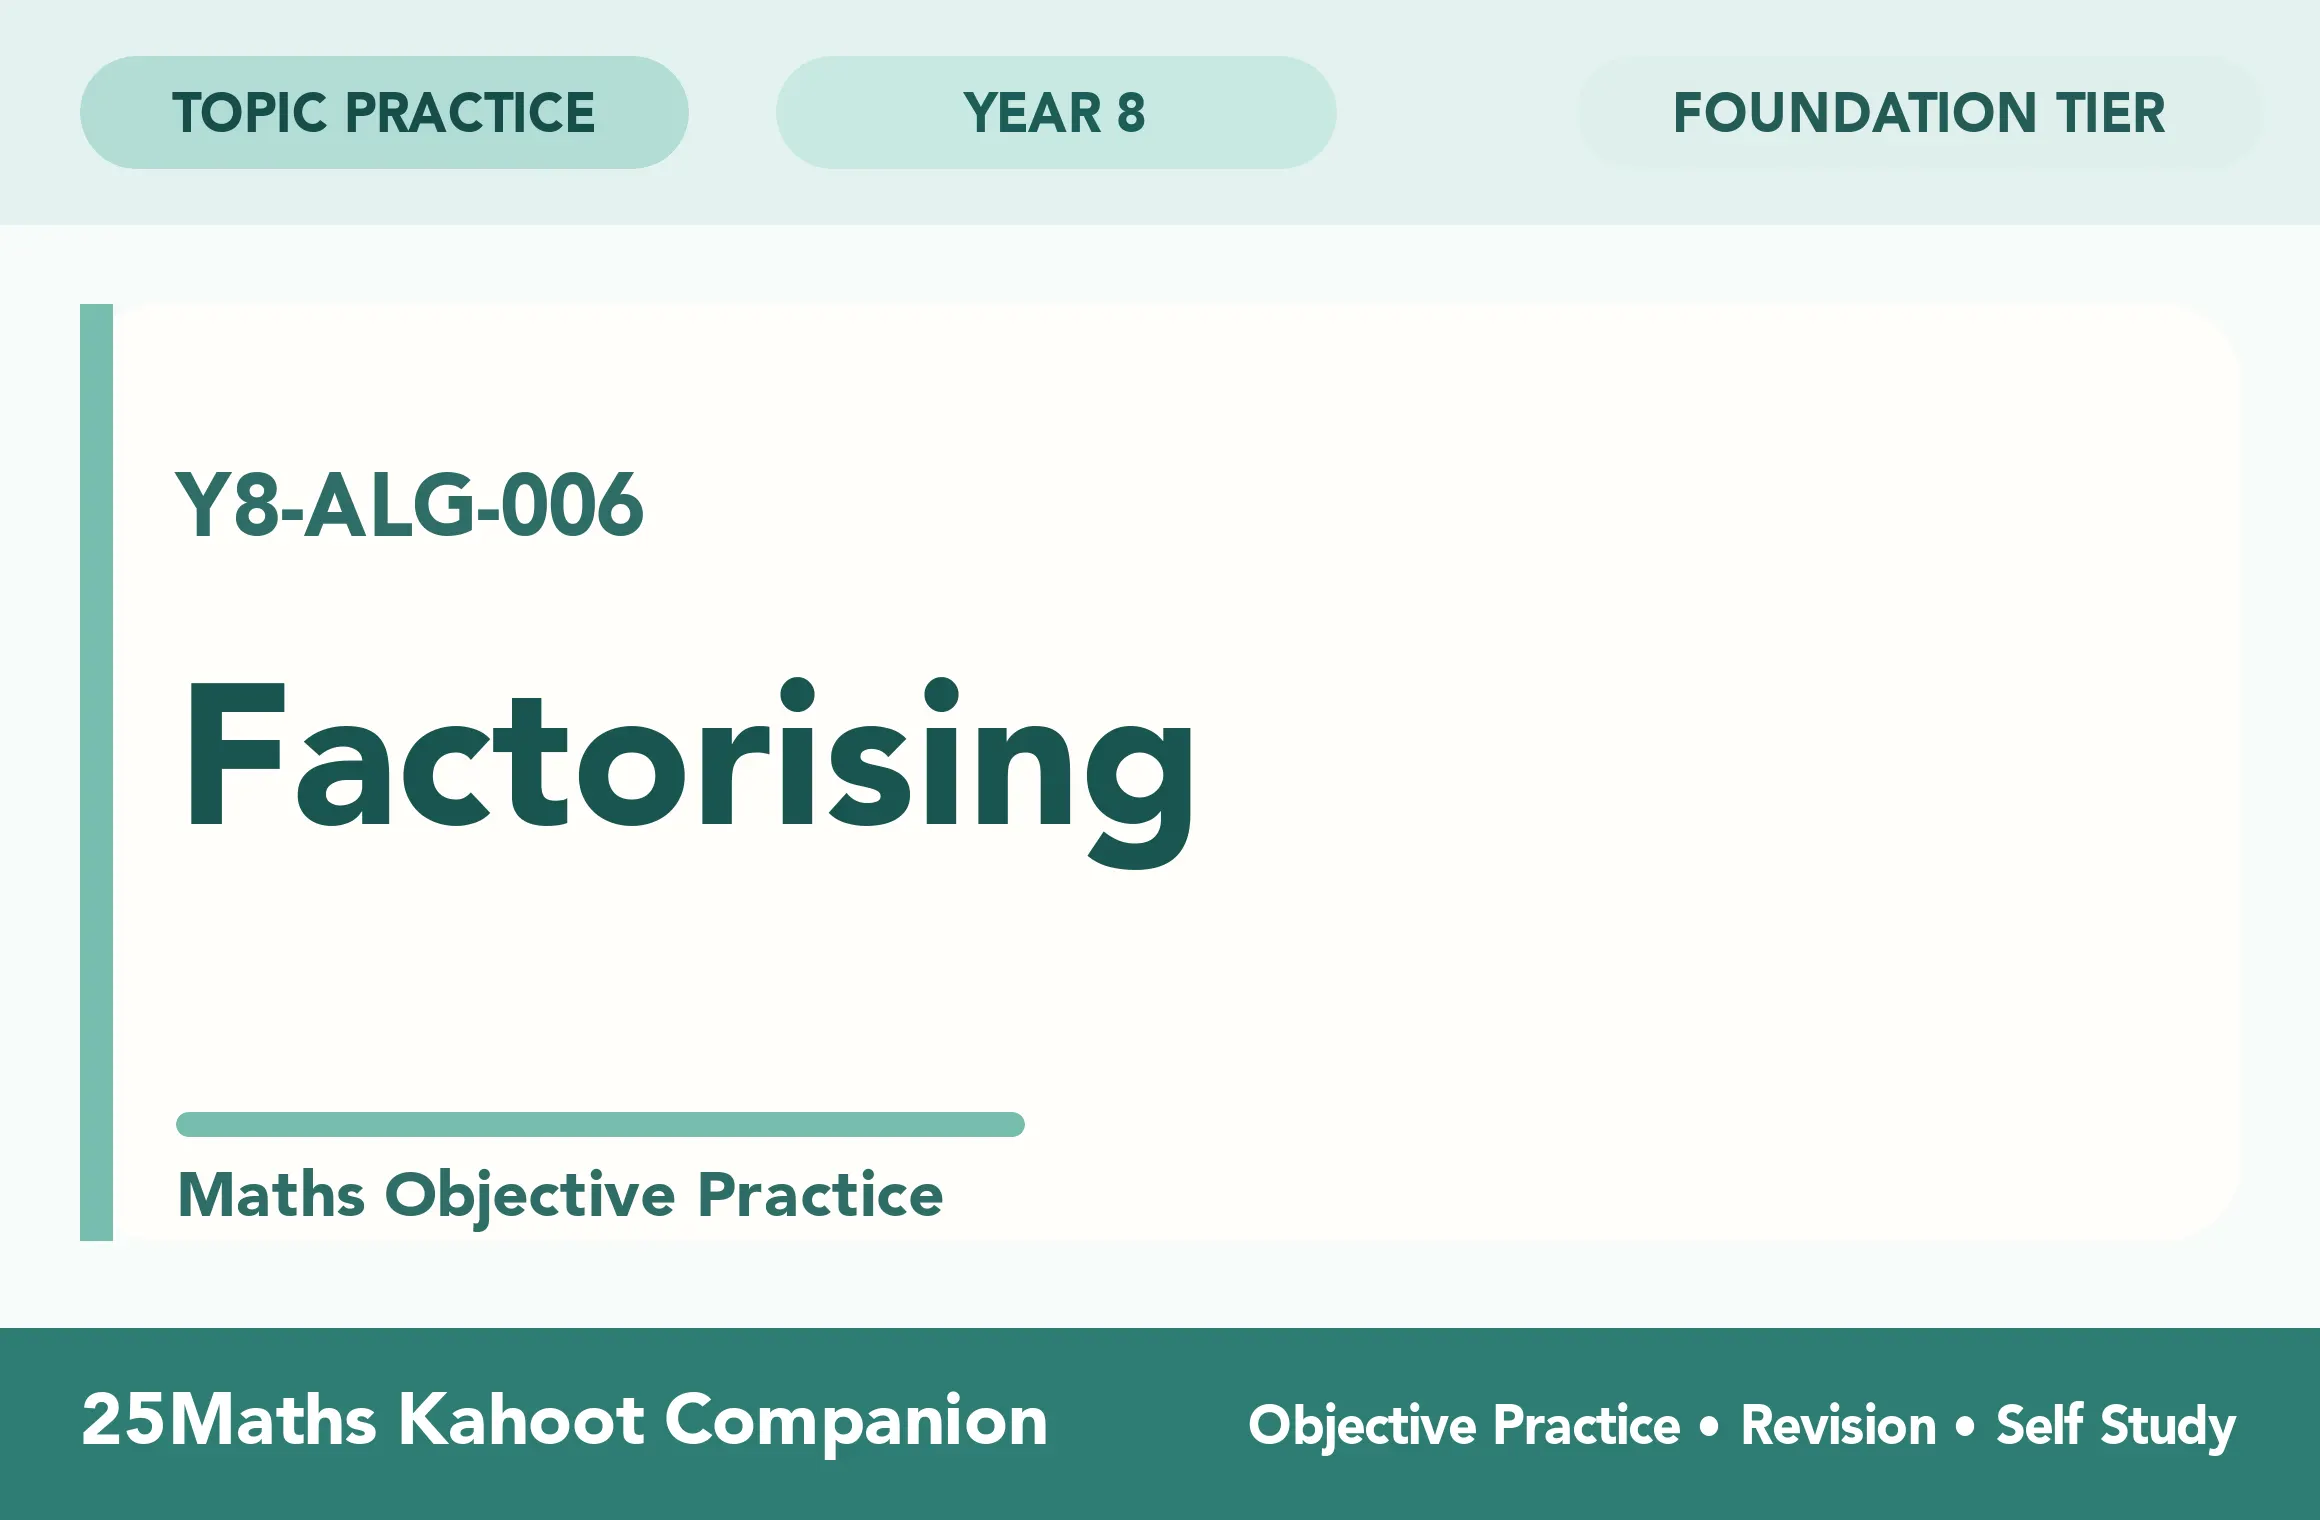 TOPIC PRACTICE
YEAR 8
FOUNDATION TIER
Y8-ALG-006
Factorising
Maths Objective Practice
25Maths Kahoot Companion
Objective Practice • Revision • Self Study